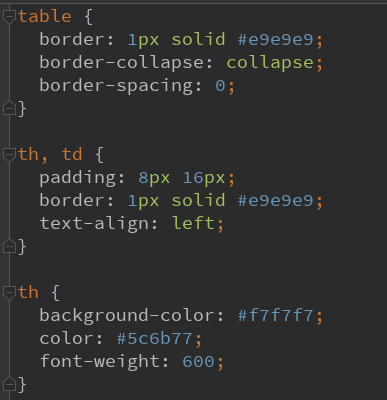 table {
  border: 1px solid #e9e9e9;
  border-collapse: collapse;
  border-spacing: 0;
}

th, td {
  padding: 8px 16px;
  border: 1px solid #e9e9e9;
  text-align: left;
}

th {
  background-color: #f7f7f7;
  color: #5c6b77;
  font-weight: 600;
}